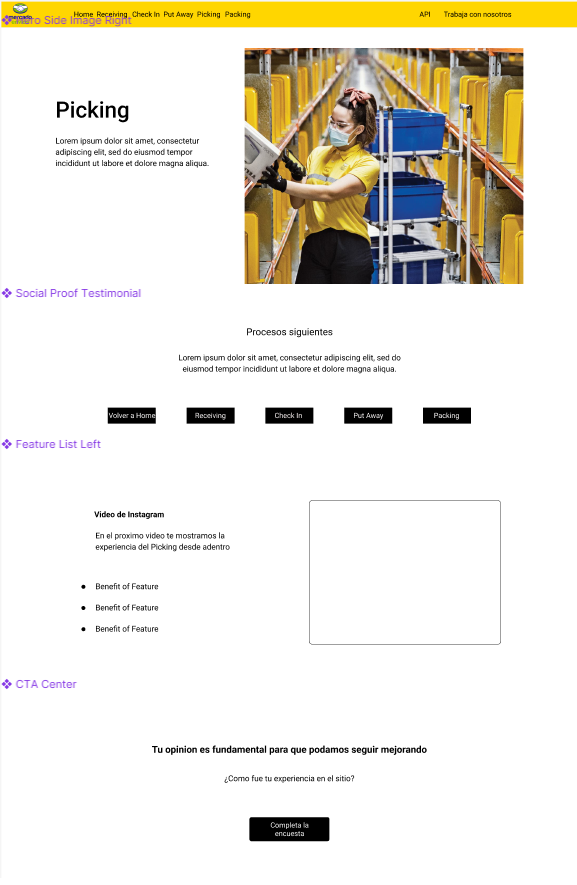 Home Receiving Check In Put Away Picking Packing
API Trabaja con nosotros
mercado
Hero Side Image Right
Picking
Lorem ipsum dolor sit amet, consectetur
adipiscing elit, sed do eiusmod tempor
incididunt ut labore et dolore magna aliqua.
Social Proof Testimonial
Procesos siguientes
Lorem ipsum dolor sit amet, consectetur adipiscing elit, sed do
eiusmod tempor incididunt ut labore et dolore magna aliqua.
Volver a Home
Receiving
Check In
Put Away
Packing
Feature List Left
Video de Instagram
En el proximo video te mostramos la
experiencia del Picking desde adentro
● Benefit of Feature
● Benefit of Feature
● Benefit of Feature
CTA Center
Tu opinion es fundamental para que podamos seguir mejorando
¿Como fue tu experiencia en el sitio?
Completa la
encuesta